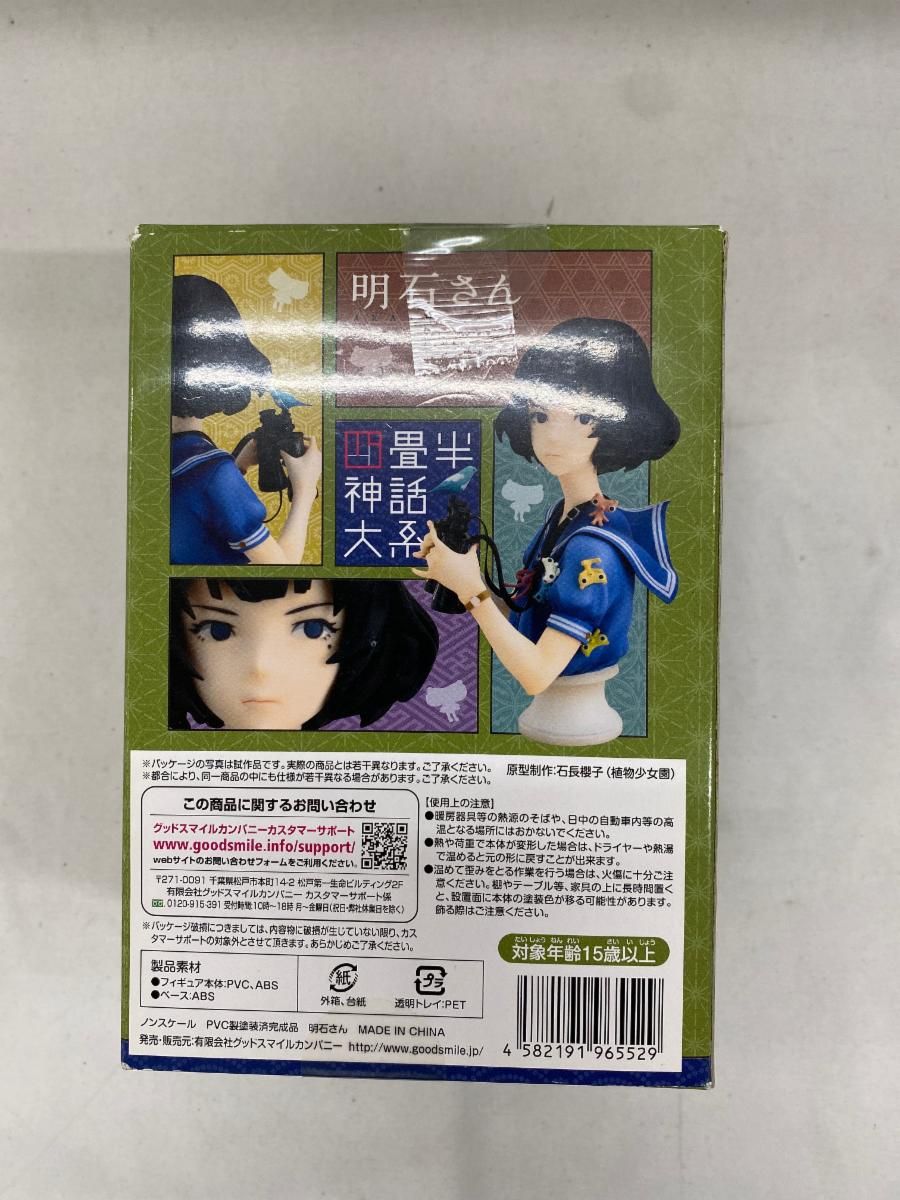 明石さん
四畳半
神話
大系
※パッケージの写真は試作品です。実際の商品とは若干異なります。ご了承ください。
※都合により、同一商品の中にも仕様が若干異なる場合があります。ご了承ください。
原型制作:石長櫻子(植物少女園)
この商品に関するお問い合わせ
グッドスマイルカンパニーカスタマーサポート
www.goodsmile.info/support/
webサイトのお問い合わせフォームをご利用ください。
〒271-0091 千葉県松戸市本町14-2 松戸第一生命ビルディング2F
有限会社グッドスマイルカンパニー カスタマーサポート係
0120-915-391 受付時間:10時〜18時 月〜金曜日(祝日・弊社休業日を除く)
※パッケージ破損につきましては、内容物に破損が生じていない限り、カス
タマーサポートの対象外とさせて頂きます。あらかじめご了承ください。
【使用上の注意】
●暖房器具等の熱源のそばや、日中の自動車内等の高
温となる場所にはおかないでください。
●熱や荷重で本体が変形した場合は、ドライヤーや熱湯
で温めると元の形に戻すことが出来ます。
●温めて歪みをとる作業を行う場合は、火傷に十分ご注
意ください。棚やテーブル等、家具の上に長時間置く
と、設置面に本体の塗装色が移る可能性があります。
飾る際はご注意ください。
たいしょうねんれい さいいじょう
対象年齢15歳以上
製品素材
●フィギュア本体:PVC、ABS
●ベース:ABS
紙
外箱、台紙
プラ
透明トレイ:PET
ノンスケール PVC製塗装済完成品 明石さん MADE IN CHINA
発売・販売元:有限会社グッドスマイルカンパニー http://www.goodsmile.jp/
4 582191 965529